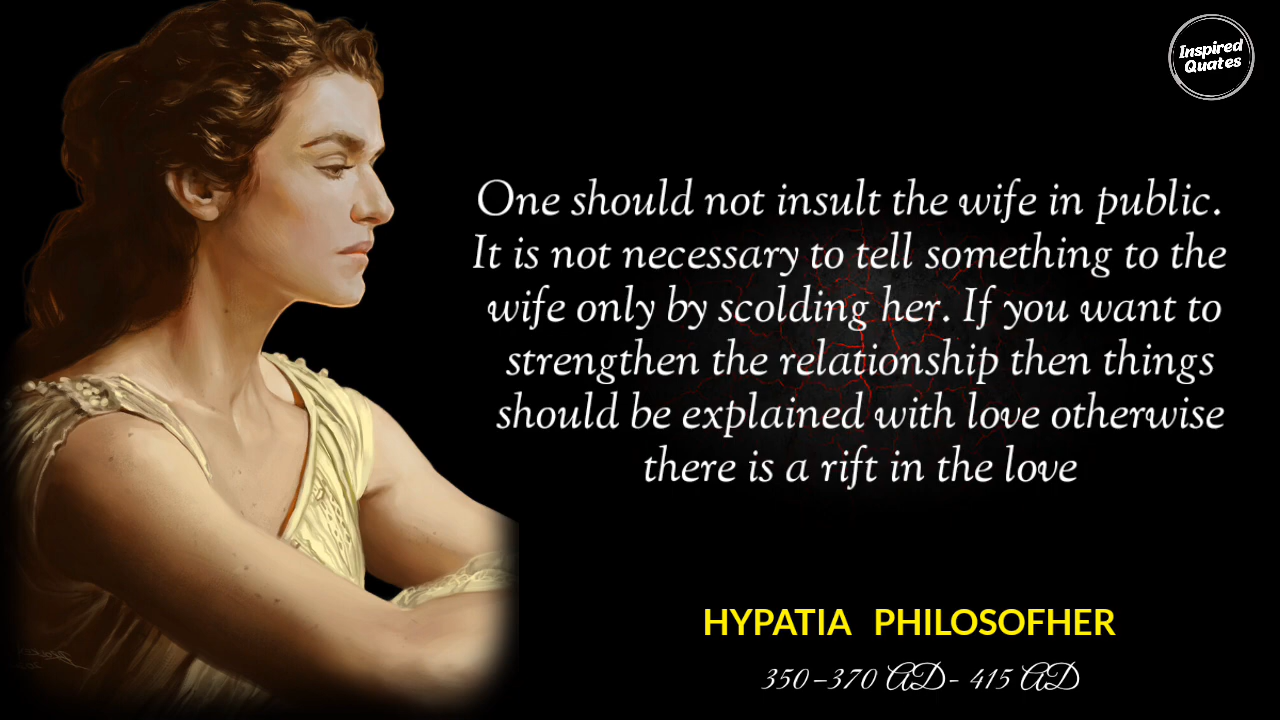 Inspired
Quates
One should not insult the wife in public.
It is not necessary to tell something to the
wife only by scolding her. If you want to
strengthen the relationship then things
should be explained with love otherwise
there is a rift in the love
HYPATIA PHILOSOFHER
350-370 AD- 415 AD